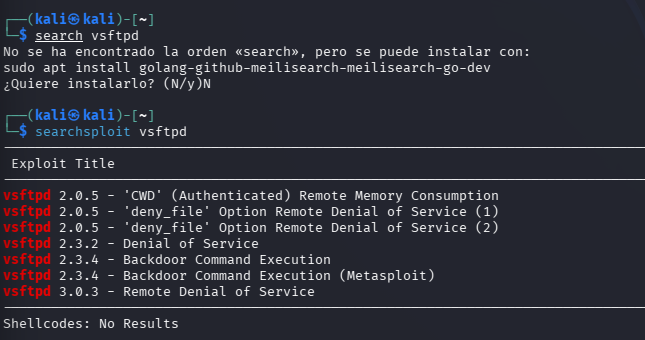 ┌──(kali㉿kali)-[~]
└─$ search vsftpd
No se ha encontrado la orden «search», pero se puede instalar con:
sudo apt install golang-github-meilisearch-meilisearch-go-dev
¿Quiere instalarlo? (N/y)N
┌──(kali㉿kali)-[~]
└─$ searchsploit vsftpd
Exploit Title
vsftpd 2.0.5 - 'CWD' (Authenticated) Remote Memory Consumption
vsftpd 2.0.5 - 'deny_file' Option Remote Denial of Service (1)
vsftpd 2.0.5 - 'deny_file' Option Remote Denial of Service (2)
vsftpd 2.3.2 - Denial of Service
vsftpd 2.3.4 - Backdoor Command Execution
vsftpd 2.3.4 - Backdoor Command Execution (Metasploit)
vsftpd 3.0.3 - Remote Denial of Service
Shellcodes: No Results